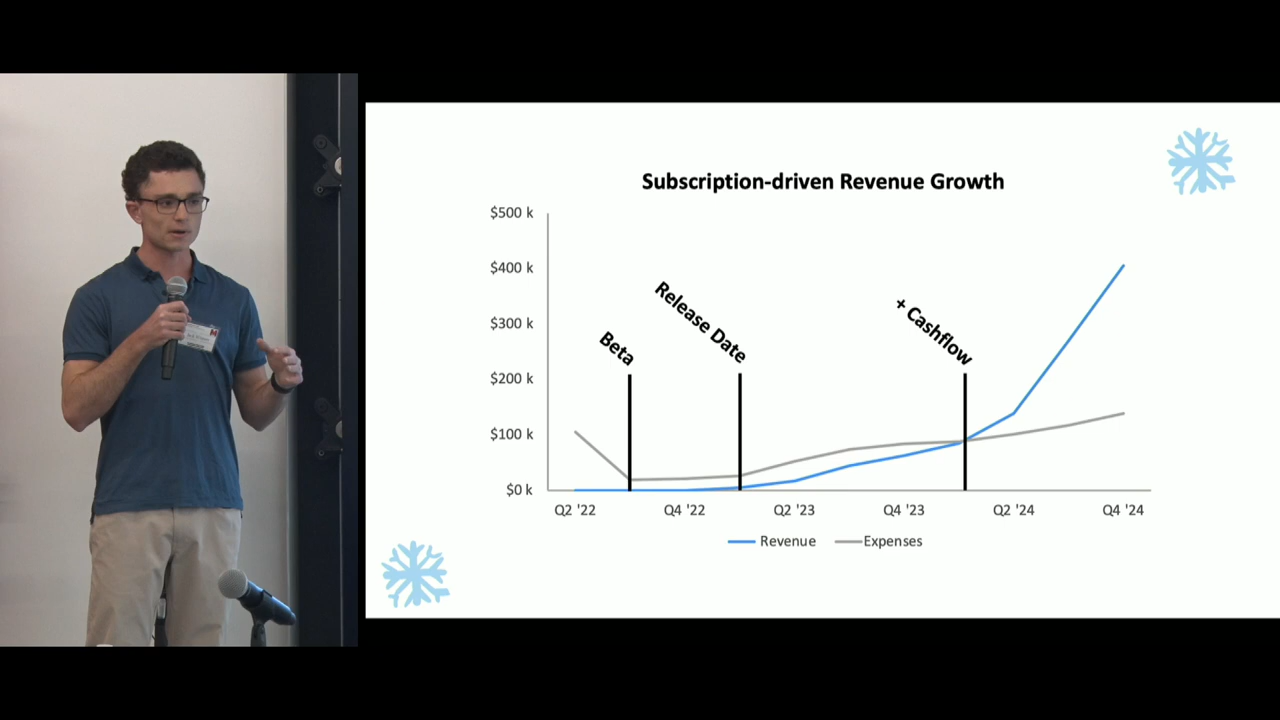 Subscription-driven Revenue Growth
$500 k
$400 k
$300 k
$200 k
$100 k
$0 k
Beta
Release Date
+ Cashflow
Q2 '22
Q4 '22
Q2 '23
Q4 '23
Q2 '24
Q4 '24
Revenue
Expenses